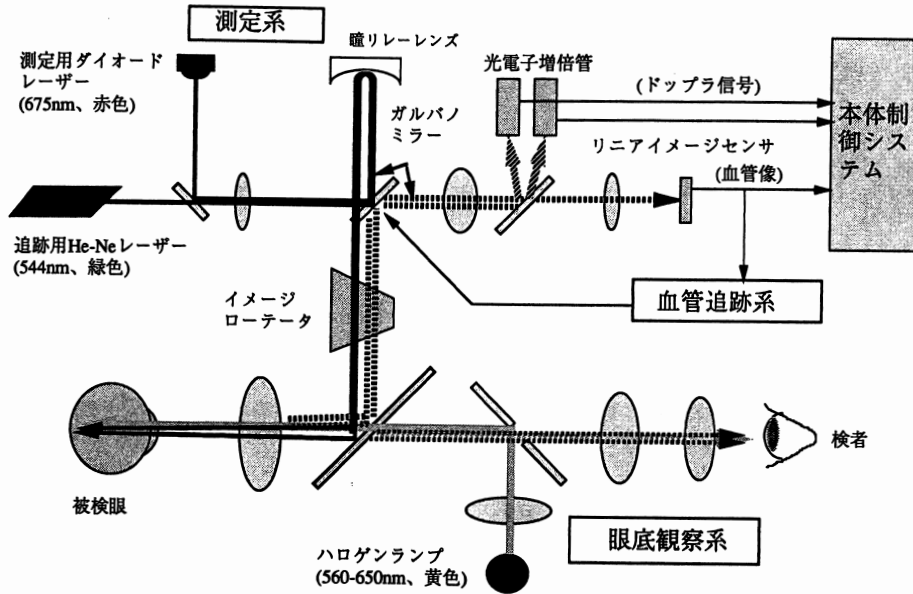 測定系
瞳リレーレンズ
測定用ダイオード
レーザー
(675nm、赤色)
光電子増倍管
(ドップラ信号)
本体制
御シス
テム
ガルバノ
ミラー
リニアイメージセンサ
(血管像)
追跡用He-Neレーザー
(544nm、緑色)
血管追跡系
イメージ
ローテータ
検者
被検眼
眼底観察系
ハロゲンランプ
(560-650nm、黄色)